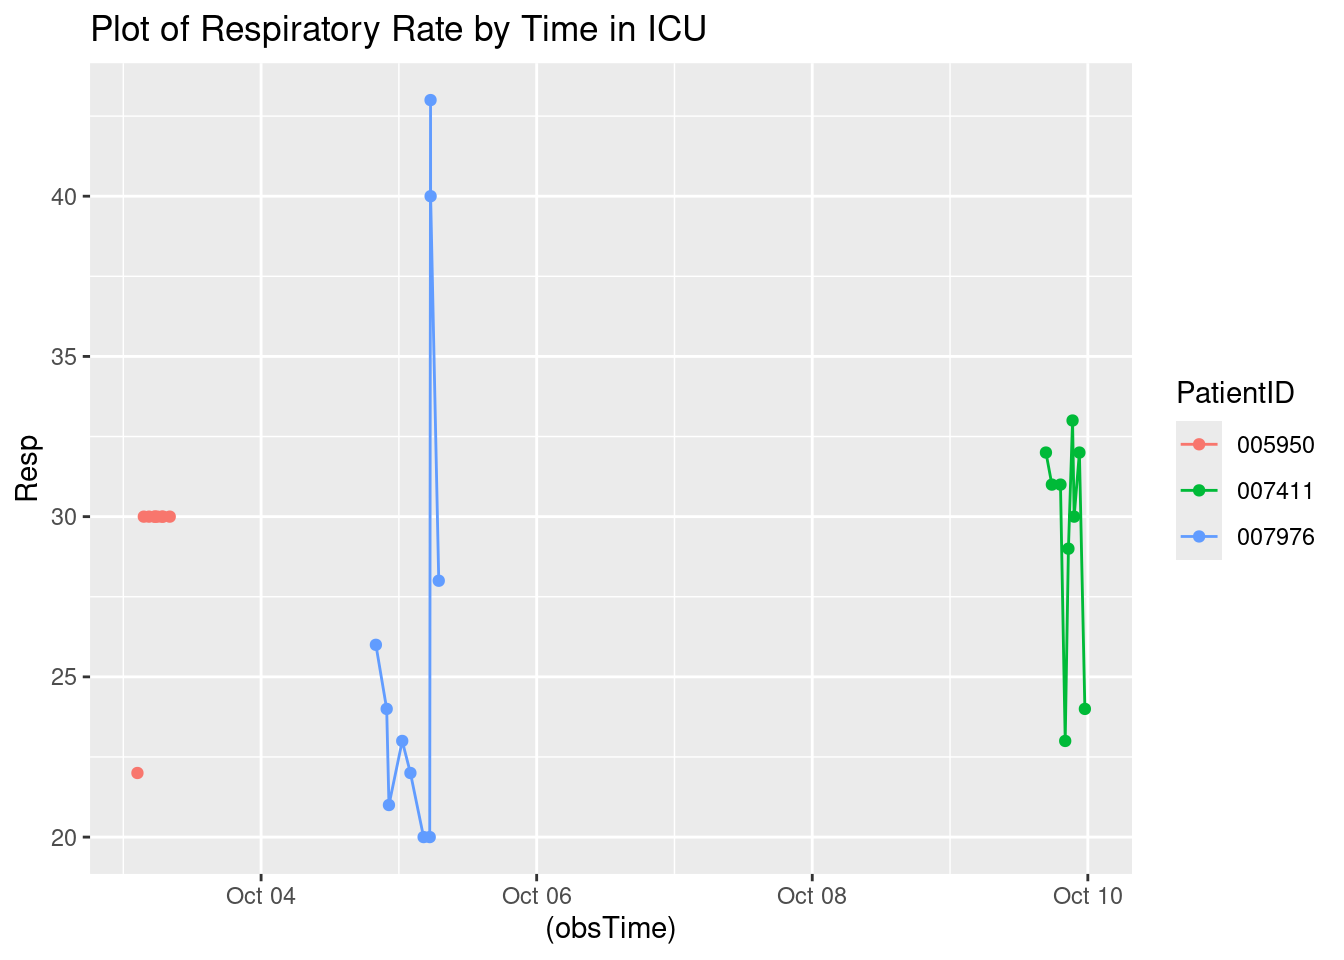 Plot of Respiratory Rate by Time in ICU
Resp
40
35
30
25
20
Oct 04
Oct 06
Oct 08
Oct 10
(obsTime)
PatientID
005950
007411
007976